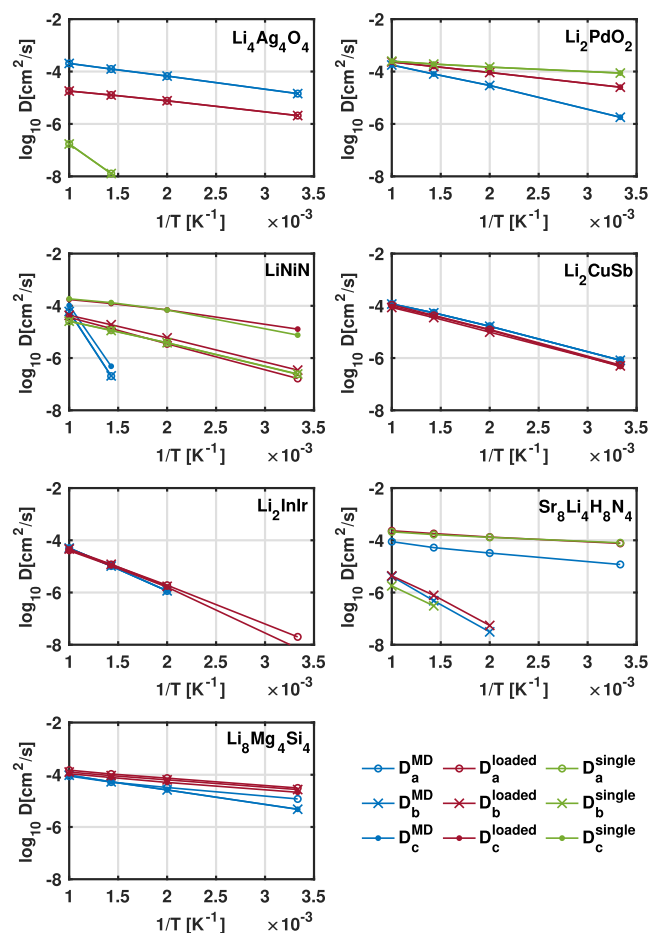 Li4Ag4O4
log10 D[cm2/s]
-2
-4
-6
-8
1 1.5 2 2.5 3 3.5
1/T [K-1] ×10-3
Li2PdO2
log10 D[cm2/s]
-2
-4
-6
-8
1 1.5 2 2.5 3 3.5
1/T [K-1] ×10-3
LiNiN
log10 D[cm2/s]
-2
-4
-6
-8
1 1.5 2 2.5 3 3.5
1/T [K-1] ×10-3
Li2CuSb
log10 D[cm2/s]
-2
-4
-6
-8
1 1.5 2 2.5 3 3.5
1/T [K-1] ×10-3
Li2InIr
log10 D[cm2/s]
-2
-4
-6
-8
1 1.5 2 2.5 3 3.5
1/T [K-1] ×10-3
Sr8Li4H8N4
log10 D[cm2/s]
-2
-4
-6
-8
1 1.5 2 2.5 3 3.5
1/T [K-1] ×10-3
Li8Mg4Si4
log10 D[cm2/s]
-2
-4
-6
-8
1 1.5 2 2.5 3 3.5
1/T [K-1] ×10-3
DaMD Daloaded Dasingle
DbMD Dbloaded Dbsingle
DcMD Dcloaded Dcsingle